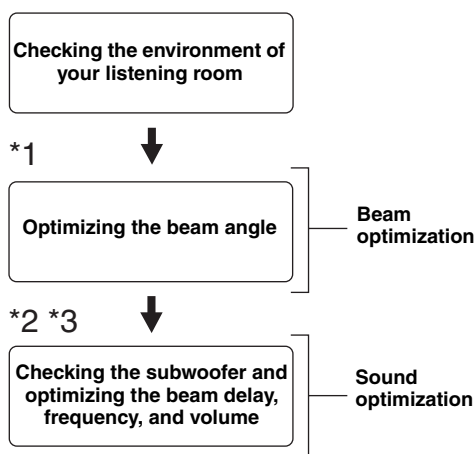 Checking the environment of
your listening room
*1
Optimizing the beam angle
Beam
optimization
*2 *3
Checking the subwoofer and
optimizing the beam delay,
frequency, and volume
Sound
optimization